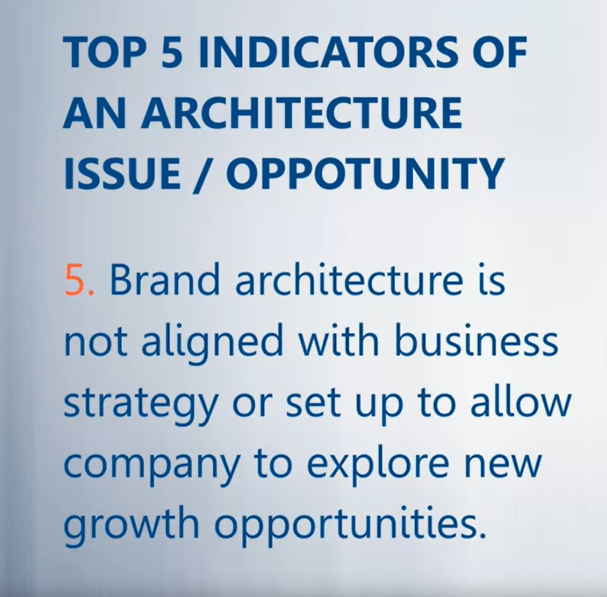 TOP 5 INDICATORS OF
AN ARCHITECTURE
ISSUE / OPPOTUNITY
5. Brand architecture is
not aligned with business
strategy or set up to allow
company to explore new
growth opportunities.